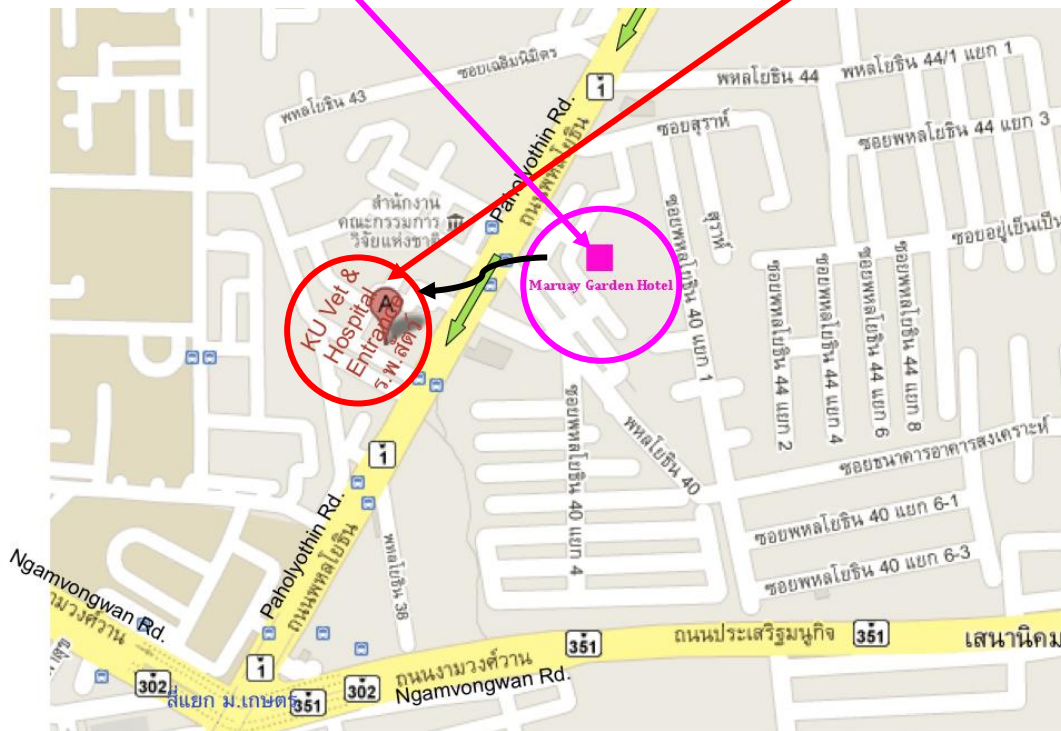 ซอยเฉลิมนิมิตร
พหลโยธิน 43
1
พหลโยธิน 44
พหลโยธิน 44/1 แยก 1
ซอยพหลโยธิน 44 แยก 3
ซอยสุราห์
สุราห์
ซอยอยู่เย็นเป็น
Paholyothin Rd.
ถนนพหลโยธิน
สำนักงาน
คณะกรรมการ
วิจัยแห่งชาติ
KU Vet &
Hospital
Entrance
ร.พ.สัตว์
A
Maruay Garden Hotel
ซอยพหลโยธิน 40 แยก 1
ซอยพหลโยธิน 44 แยก 2
ซอยพหลโยธิน 44 แยก 4
ซอยพหลโยธิน 44 แยก 6
ซอยพหลโยธิน 44 แยก 8
ซอยพหลโยธิน 40 แยก 4
พหลโยธิน 40
ซอยธนาคารอาคารสงเคราะห์
ซอยพหลโยธิน 40 แยก 6-1
ซอยพหลโยธิน 40 แยก 6-3
1
Paholyothin Rd.
ถนนพหลโยธิน
พหลโยธิน 38
Ngamvongwan Rd.
ามวงศ์วาน
1
302
สี่แยก ม.เกษตร
351
302
ถนนงามวงศ์วาน
Ngamvongwan Rd.
351
ถนนประเสริฐมนูกิจ
351
เสนานิคม